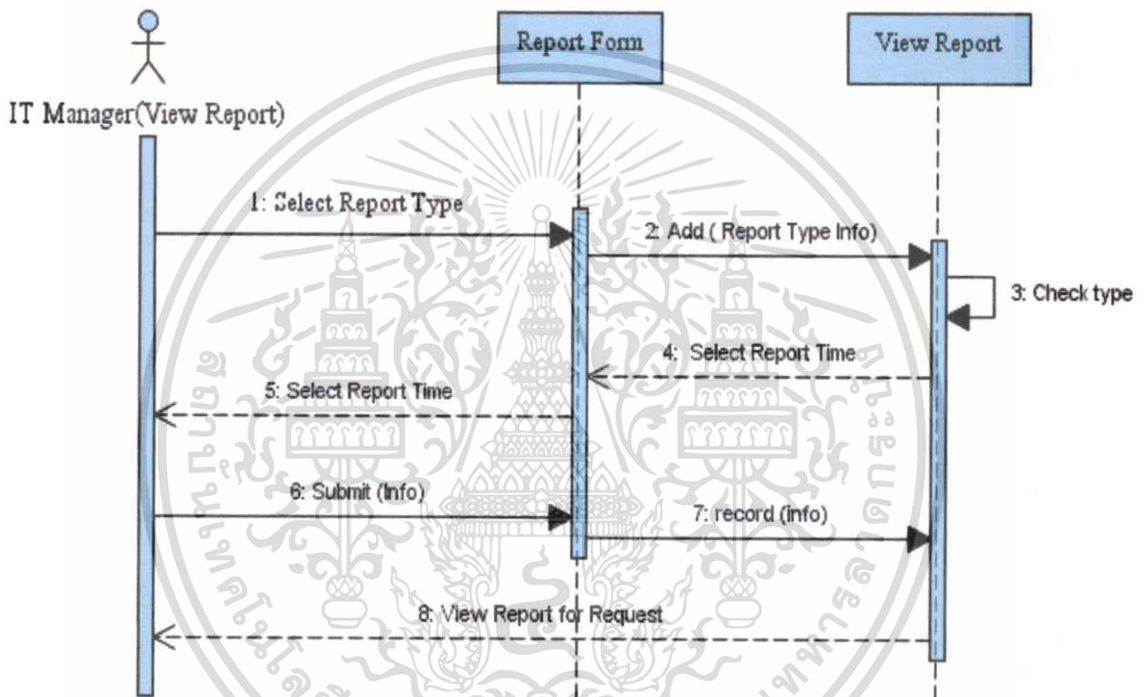 Report Form
View Report
IT Manager(View Report)
1: Select Report Type
2: Add ( Report Type Info)
3: Check type
4: Select Report Time
5: Select Report Time
6: Submit (Info)
7: record (info)
8: View Report for Request